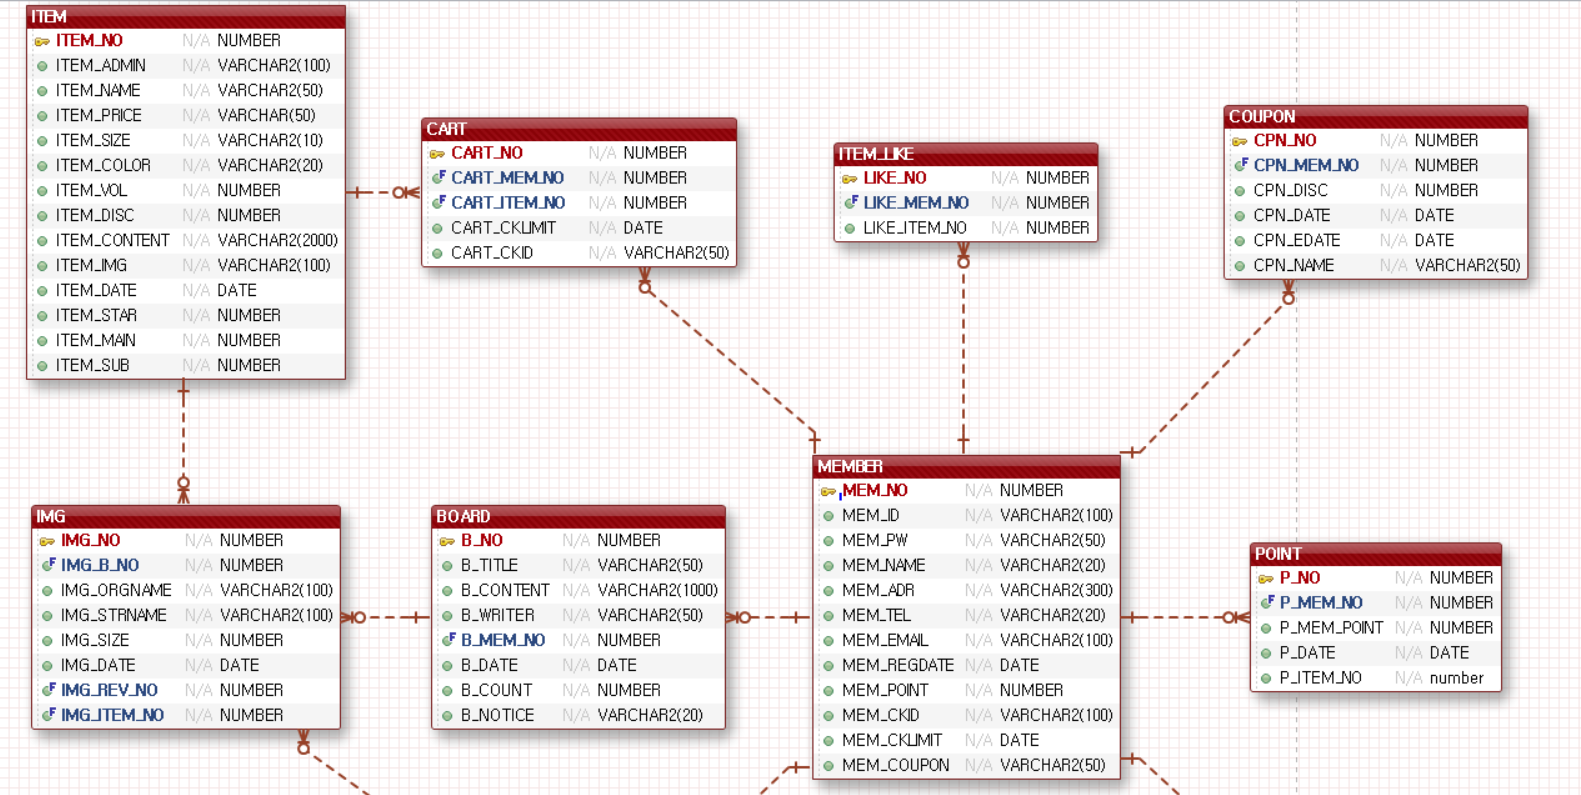 ITEM
ITEM_NO N/A NUMBER
ITEM_ADMIN N/A VARCHAR2(100)
ITEM_NAME N/A VARCHAR2(50)
ITEM_PRICE N/A VARCHAR(50)
ITEM_SIZE N/A VARCHAR2(10)
ITEM_COLOR N/A VARCHAR2(20)
ITEM_VOL N/A NUMBER
ITEM_DISC N/A NUMBER
ITEM_CONTENT N/A VARCHAR2(2000)
ITEM_IMG N/A VARCHAR2(100)
ITEM_DATE N/A DATE
ITEM_STAR N/A NUMBER
ITEM_MAIN N/A NUMBER
ITEM_SUB N/A NUMBER
CART
CART_NO N/A NUMBER
F CART_MEM_NO N/A NUMBER
F CART_ITEM_NO N/A NUMBER
CART_CKLIMIT N/A DATE
CART_CKID N/A VARCHAR2(50)
ITEM_LIKE
LIKE_NO N/A NUMBER
F LIKE_MEM_NO N/A NUMBER
LIKE_ITEM_NO N/A NUMBER
COUPON
CPN_NO N/A NUMBER
F CPN_MEM_NO N/A NUMBER
CPN_DISC N/A NUMBER
CPN_DATE N/A DATE
CPN_EDATE N/A DATE
CPN_NAME N/A VARCHAR2(50)
IMG
IMG_NO N/A NUMBER
F IMG_B_NO N/A NUMBER
IMG_ORGNAME N/A VARCHAR2(100)
IMG_STRNAME N/A VARCHAR2(100)
IMG_SIZE N/A NUMBER
IMG_DATE N/A DATE
F IMG_REV_NO N/A NUMBER
F IMG_ITEM_NO N/A NUMBER
BOARD
B_NO N/A NUMBER
B_TITLE N/A VARCHAR2(50)
B_CONTENT N/A VARCHAR2(1000)
B_WRITER N/A VARCHAR2(50)
F B_MEM_NO N/A NUMBER
B_DATE N/A DATE
B_COUNT N/A NUMBER
B_NOTICE N/A VARCHAR2(20)
MEMBER
MEM_NO N/A NUMBER
MEM_ID N/A VARCHAR2(100)
MEM_PW N/A VARCHAR2(50)
MEM_NAME N/A VARCHAR2(20)
MEM_ADR N/A VARCHAR2(300)
MEM_TEL N/A VARCHAR2(20)
MEM_EMAIL N/A VARCHAR2(100)
MEM_REGDATE N/A DATE
MEM_POINT N/A NUMBER
MEM_CKID N/A VARCHAR2(100)
MEM_CKLIMIT N/A DATE
MEM_COUPON N/A VARCHAR2(50)
POINT
P_NO N/A NUMBER
F P_MEM_NO N/A NUMBER
P_MEM_POINT N/A NUMBER
P_DATE N/A DATE
P_ITEM_NO N/A number